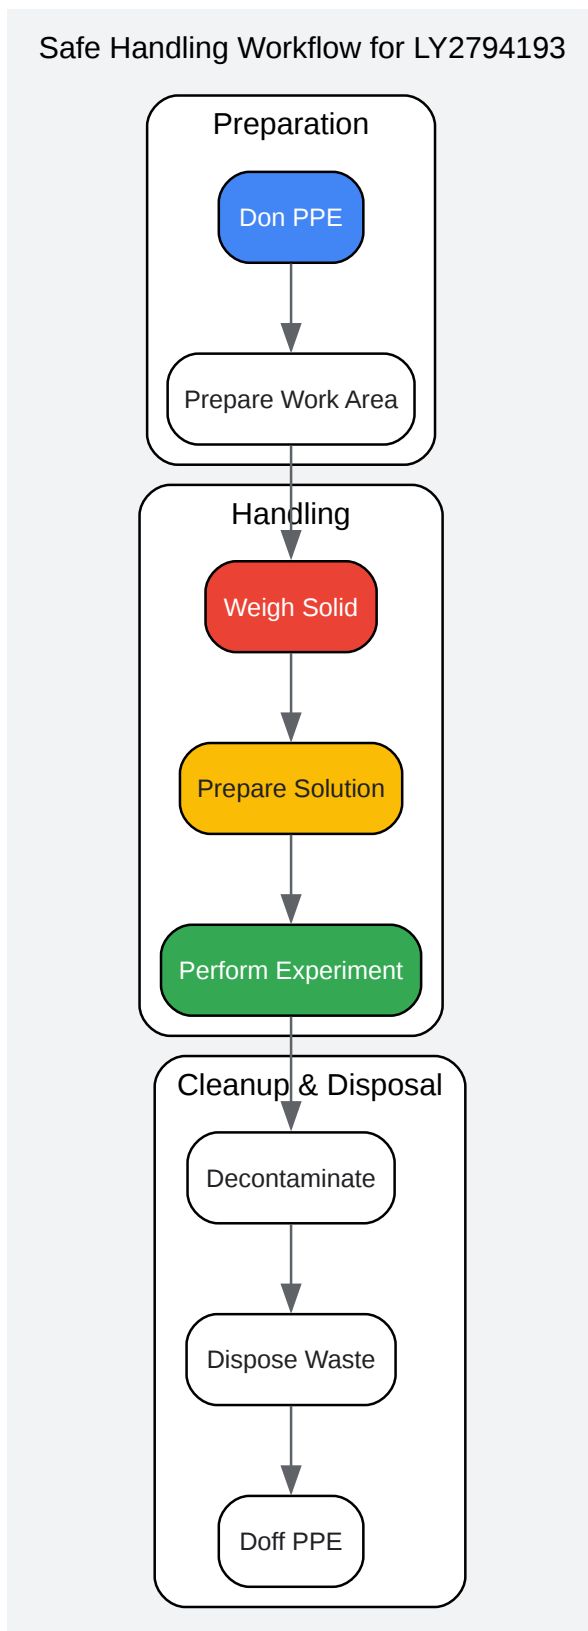 Safe Handling Workflow for LY2794193
Preparation
Don PPE
Prepare Work Area
Handling
Weigh Solid
Prepare Solution
Perform Experiment
Cleanup & Disposal
Decontaminate
Dispose Waste
Doff PPE